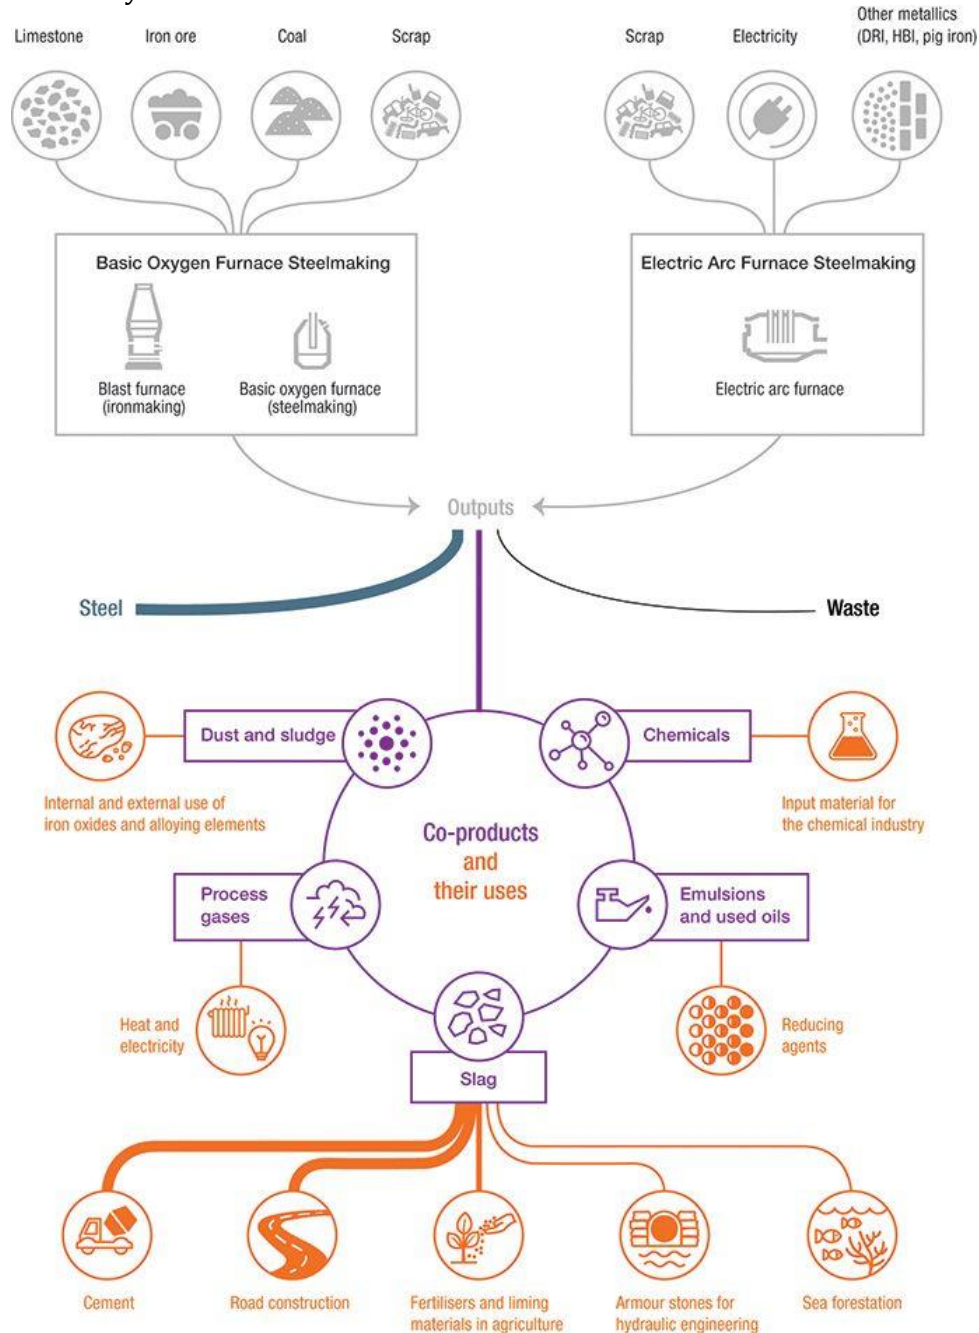 Limestone
Iron ore
Coal
Scrap
Scrap
Electricity
Other metallics
(DRI, HBI, pig iron)
Basic Oxygen Furnace Steelmaking
Blast furnace
(ironmaking)
Basic oxygen furnace
(steelmaking)
Electric Arc Furnace Steelmaking
Electric arc furnace
Outputs
Steel
Waste
Dust and sludge
Chemicals
Internal and external use of
iron oxides and alloying elements
Input material for
the chemical industry
Co-products
and
their uses
Process
gases
Emulsions
and used oils
Heat and
electricity
Reducing
agents
Slag
Cement
Road construction
Fertilisers and liming
materials in agriculture
Armour stones for
hydraulic engineering
Sea forestation